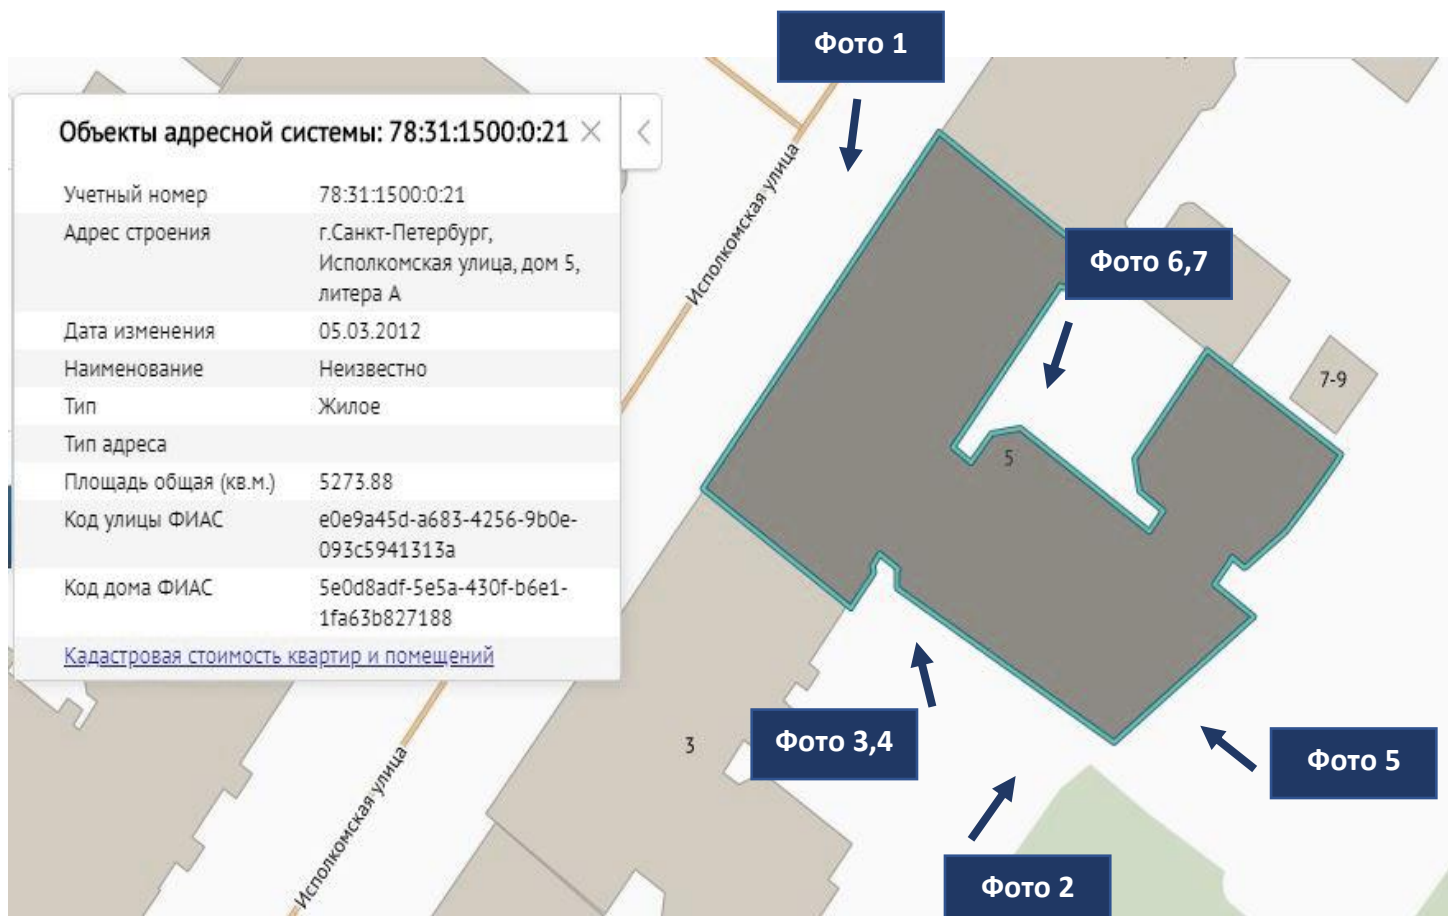 Фото 1
Объекты адресной системы: 78:31:1500:0:21
Учетный номер 78:31:1500:0:21
Адрес строения г.Санкт-Петербург,
Исполкомская улица, дом 5,
литера А
Дата изменения 05.03.2012
Наименование Неизвестно
Тип Жилое
Тип адреса
Площадь общая (кв.м.) 5273.88
Код улицы ФИАС e0e9a45d-a683-4256-9b0e-
093c5941313a
Код дома ФИАС 5e0d8adf-5e5a-430f-b6e1-
1fa63b827188
Кадастровая стоимость квартир и помещений
Исполкомская улица
Фото 6,7
7-9
5
Фото 3,4
3
Фото 5
Исполкомская улица
Фото 2